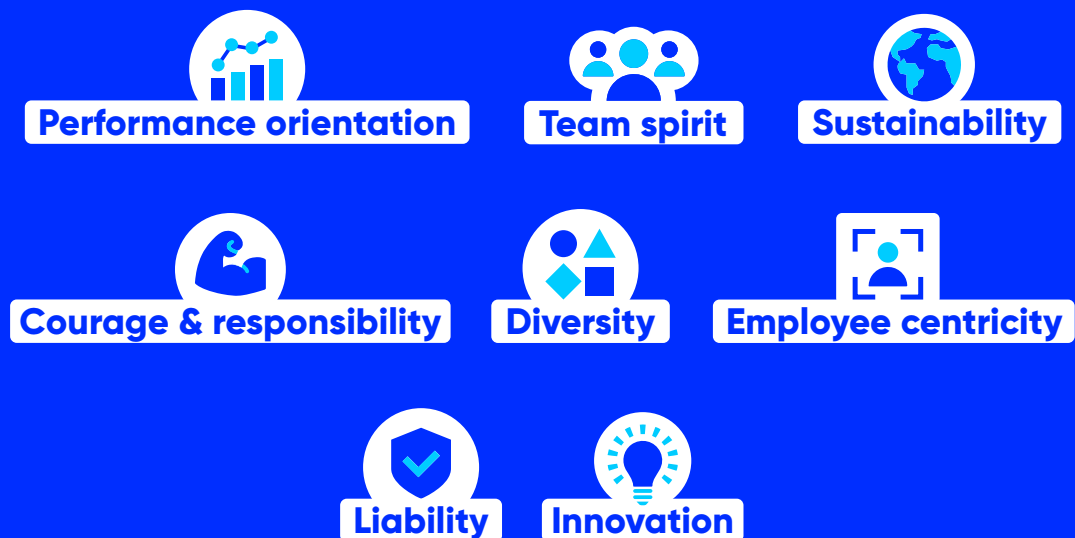 Performance orientation
Team spirit
Sustainability
Courage & responsibility
Diversity
Employee centricity
Liability
Innovation